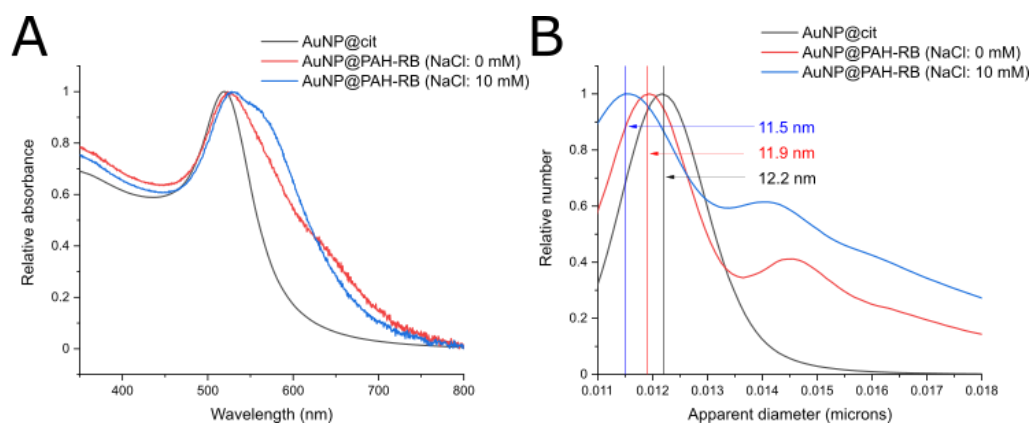 A
AuNP@cit
AuNP@PAH-RB (NaCl: 0 mM)
AuNP@PAH-RB (NaCl: 10 mM)
Relative absorbance
1
0.8
0.6
0.4
0.2
0
400
500
600
700
800
Wavelength (nm)
B
AuNP@cit
AuNP@PAH-RB (NaCl: 0 mM)
AuNP@PAH-RB (NaCl: 10 mM)
Relative number
1
0.8
0.6
0.4
0.2
0
11.5 nm
11.9 nm
12.2 nm
0.011
0.012
0.013
0.014
0.015
0.016
0.017
0.018
Apparent diameter (microns)